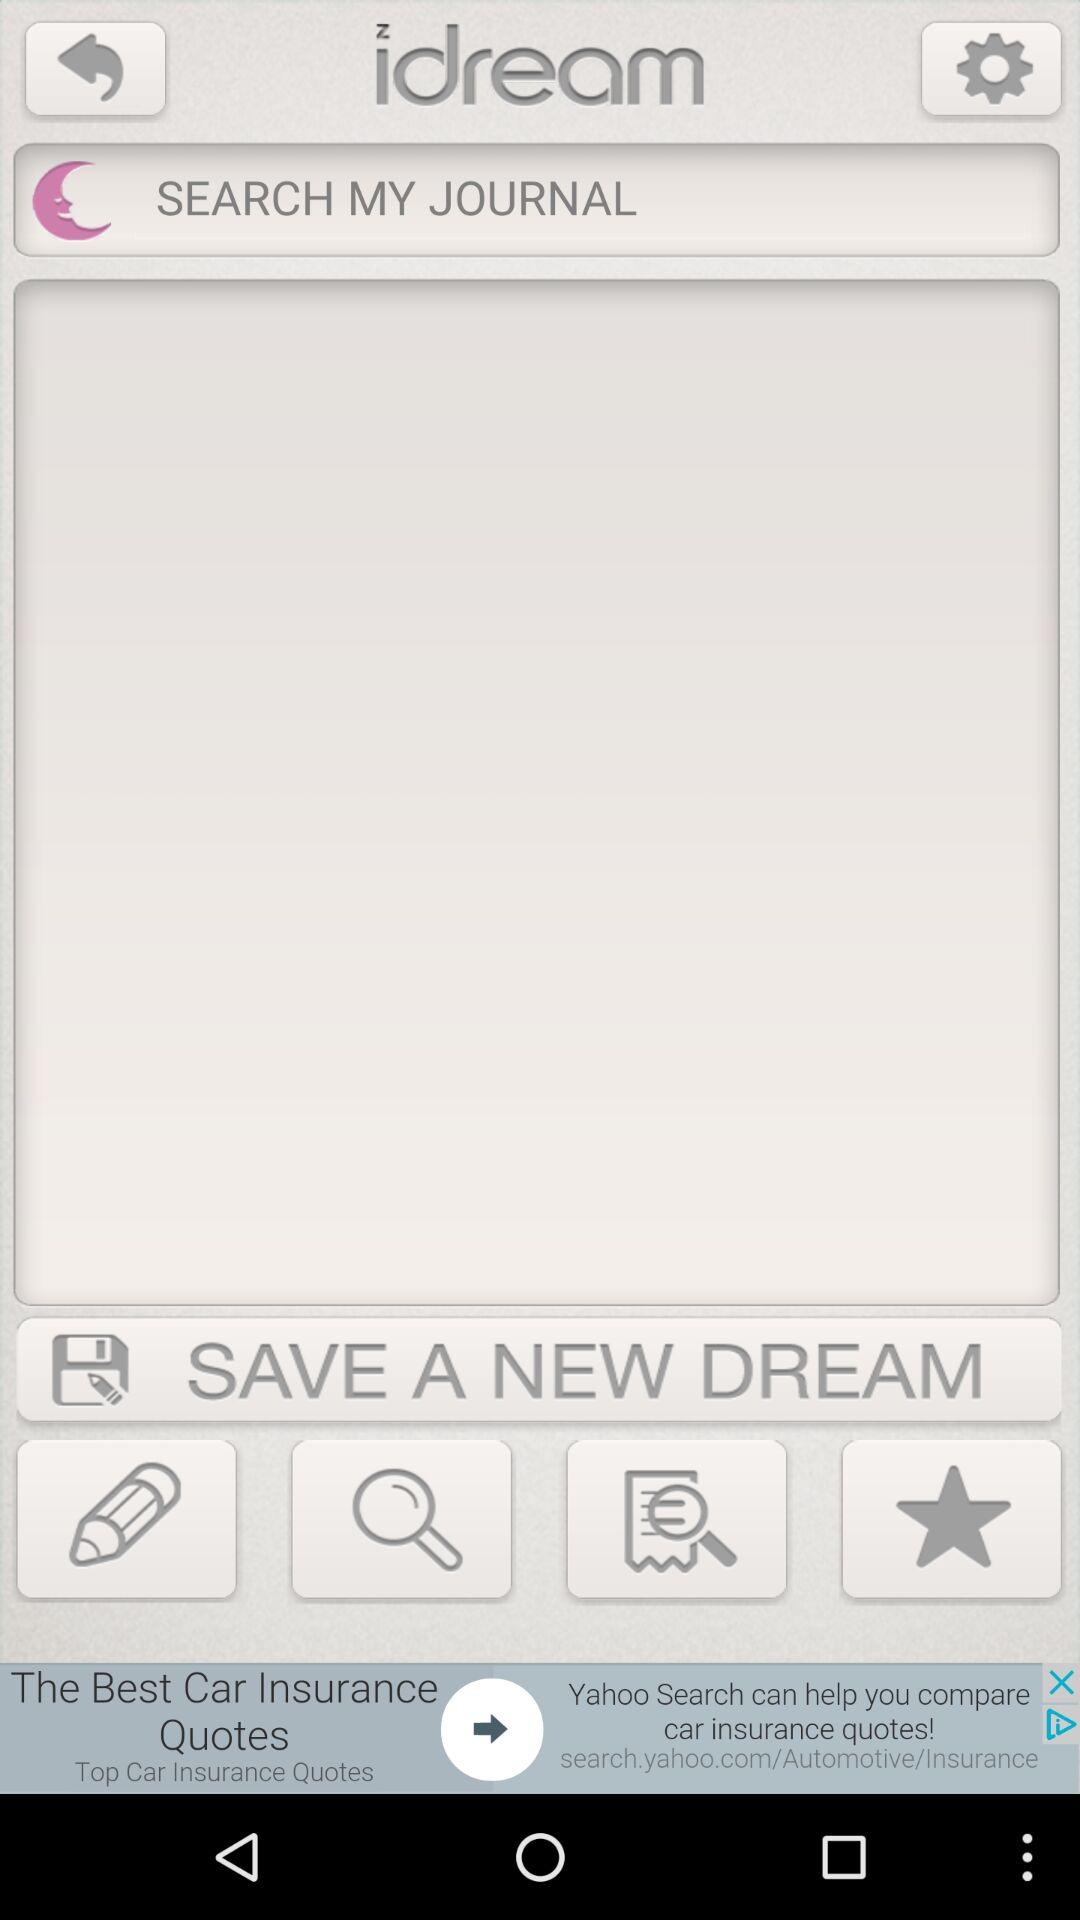 zidream
SEARCH MY JOURNAL
SAVE A NEW DREAM
The Best Car Insurance
Quotes
Top Car Insurance Quotes
Yahoo Search can help you compare
car insurance quotes!
search.yahoo.com/Automotive/Insurance